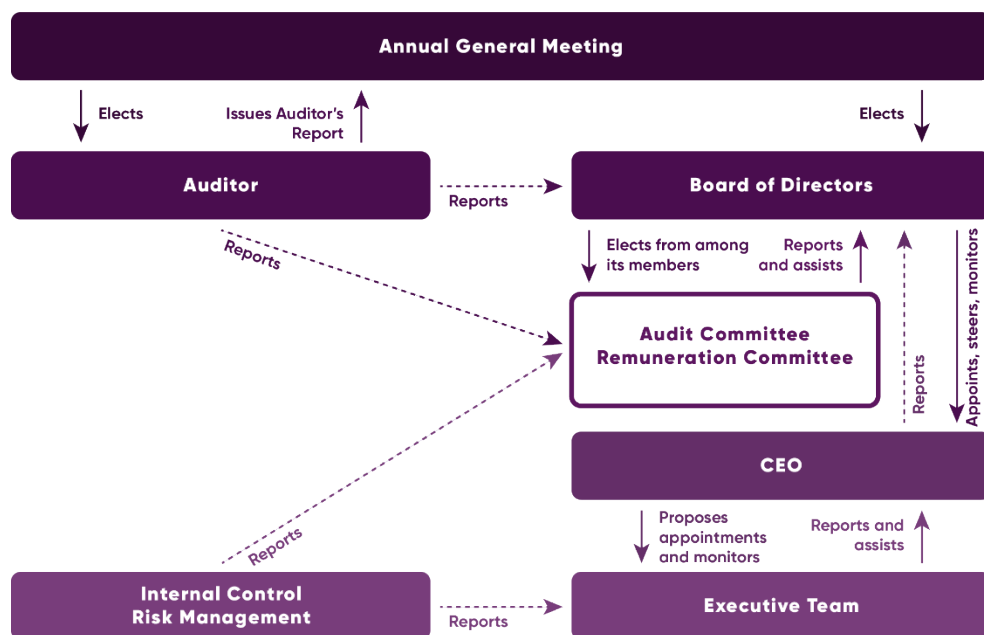 Annual General Meeting
Elects
Issues Auditor's
Report
Elects
Auditor
Reports
Board of Directors
Reports
Elects from among
its members
Reports
and assists
Appoints, steers, monitors
Audit Committee
Remuneration Committee
Reports
CEO
Reports
Proposes
appointments
and monitors
Reports and
assists
Internal Control
Risk Management
Reports
Executive Team